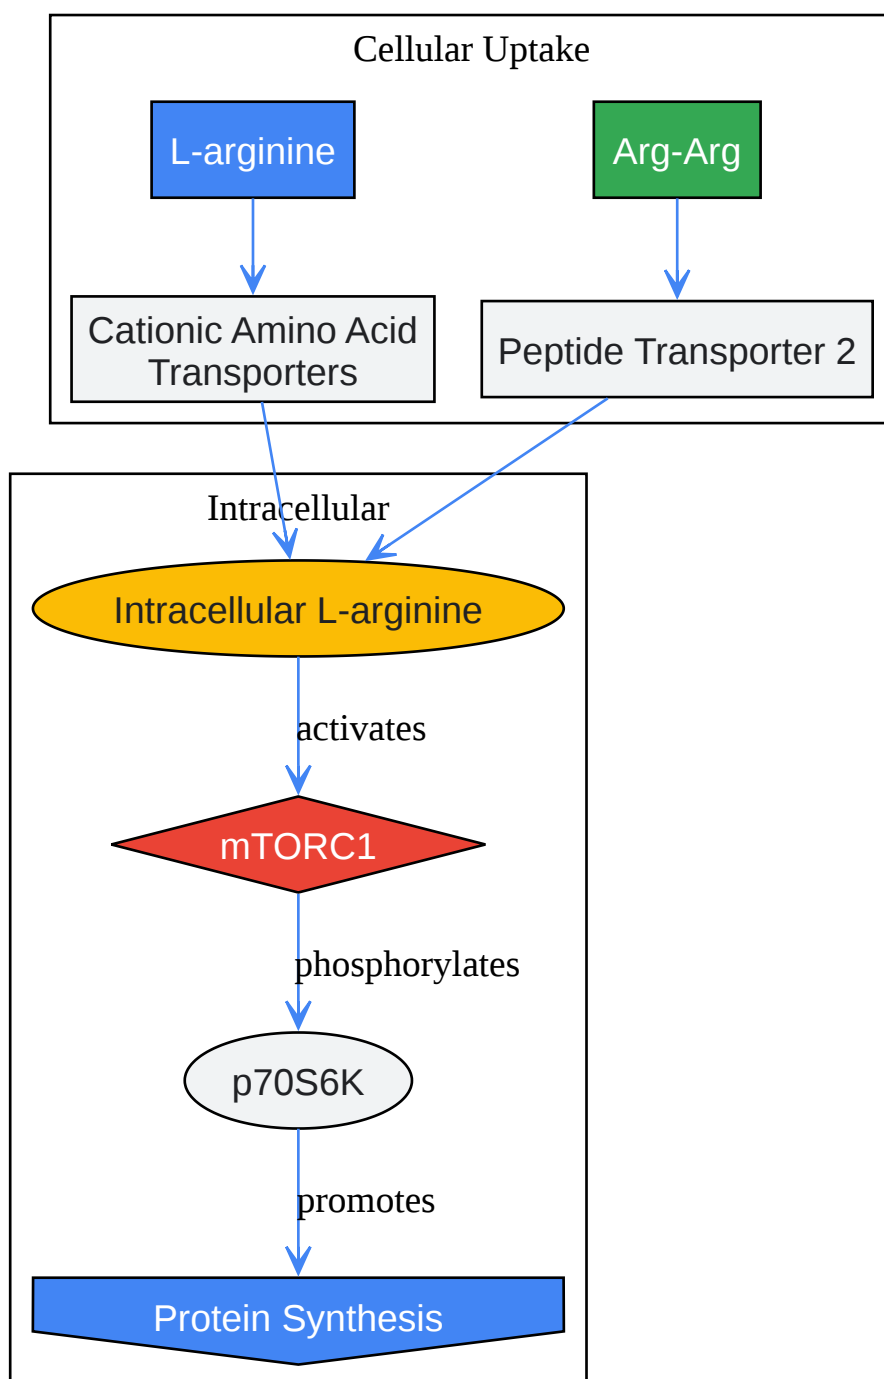 Cellular Uptake
L-arginine
Arg-Arg
Cationic Amino Acid
Transporters
Peptide Transporter 2
Intracellular
Intracellular L-arginine
activates
mTORC1
phosphorylates
p70S6K
promotes
Protein Synthesis